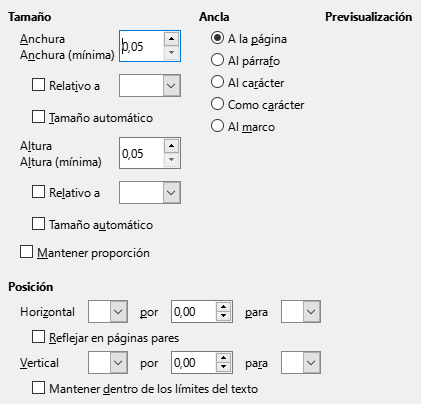 Tamaño
Ancla
Previsualización
Anchura
Anchura (mínima)
0,05
A la página
Al párrafo
Relativo a
Al carácter
Como carácter
Tamaño automático
Al marco
Altura
Altura (mínima)
0,05
Relativo a
Tamaño automático
Mantener proporción
Posición
Horizontal por 0,00 para
Reflejar en páginas pares
Vertical por 0,00 para
Mantener dentro de los límites del texto